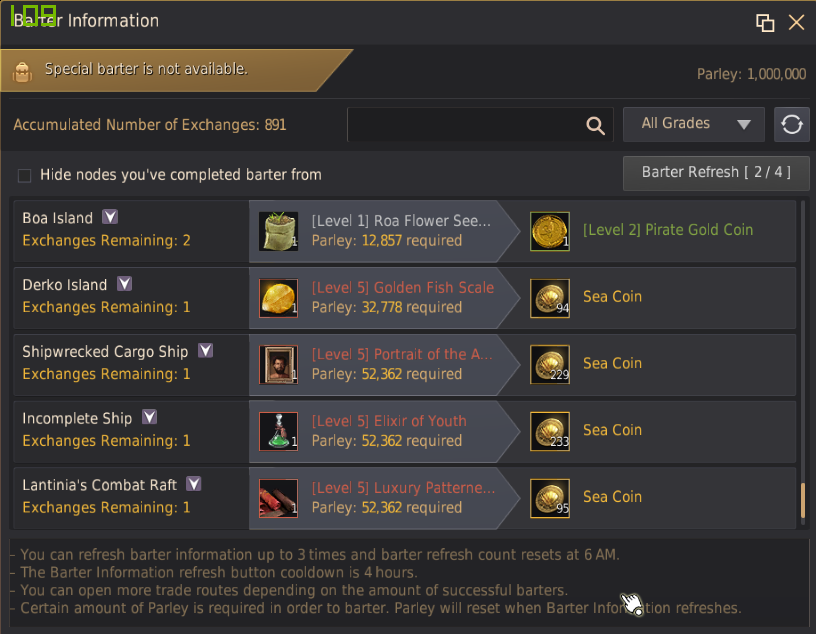 109
Barter Information
Special barter is not available.
Parley: 1,000,000
Accumulated Number of Exchanges: 891
All Grades
Hide nodes you've completed barter from
Barter Refresh [ 2 / 4 ]
Boa Island
Exchanges Remaining: 2
1
[Level 1] Roa Flower See...
Parley: 12,857 required
1
[Level 2] Pirate Gold Coin
Derko Island
Exchanges Remaining: 1
1
[Level 5] Golden Fish Scale
Parley: 32,778 required
94
Sea Coin
Shipwrecked Cargo Ship
Exchanges Remaining: 1
1
[Level 5] Portrait of the A...
Parley: 52,362 required
229
Sea Coin
Incomplete Ship
Exchanges Remaining: 1
1
[Level 5] Elixir of Youth
Parley: 52,362 required
233
Sea Coin
Lantinia's Combat Raft
Exchanges Remaining: 1
1
[Level 5] Luxury Patterne...
Parley: 52,362 required
95
Sea Coin
- You can refresh barter information up to 3 times and barter refresh count resets at 6 AM.
- The Barter Information refresh button cooldown is 4 hours.
- You can open more trade routes depending on the amount of successful barters.
- Certain amount of Parley is required in order to barter. Parley will reset when Barter Information refreshes.